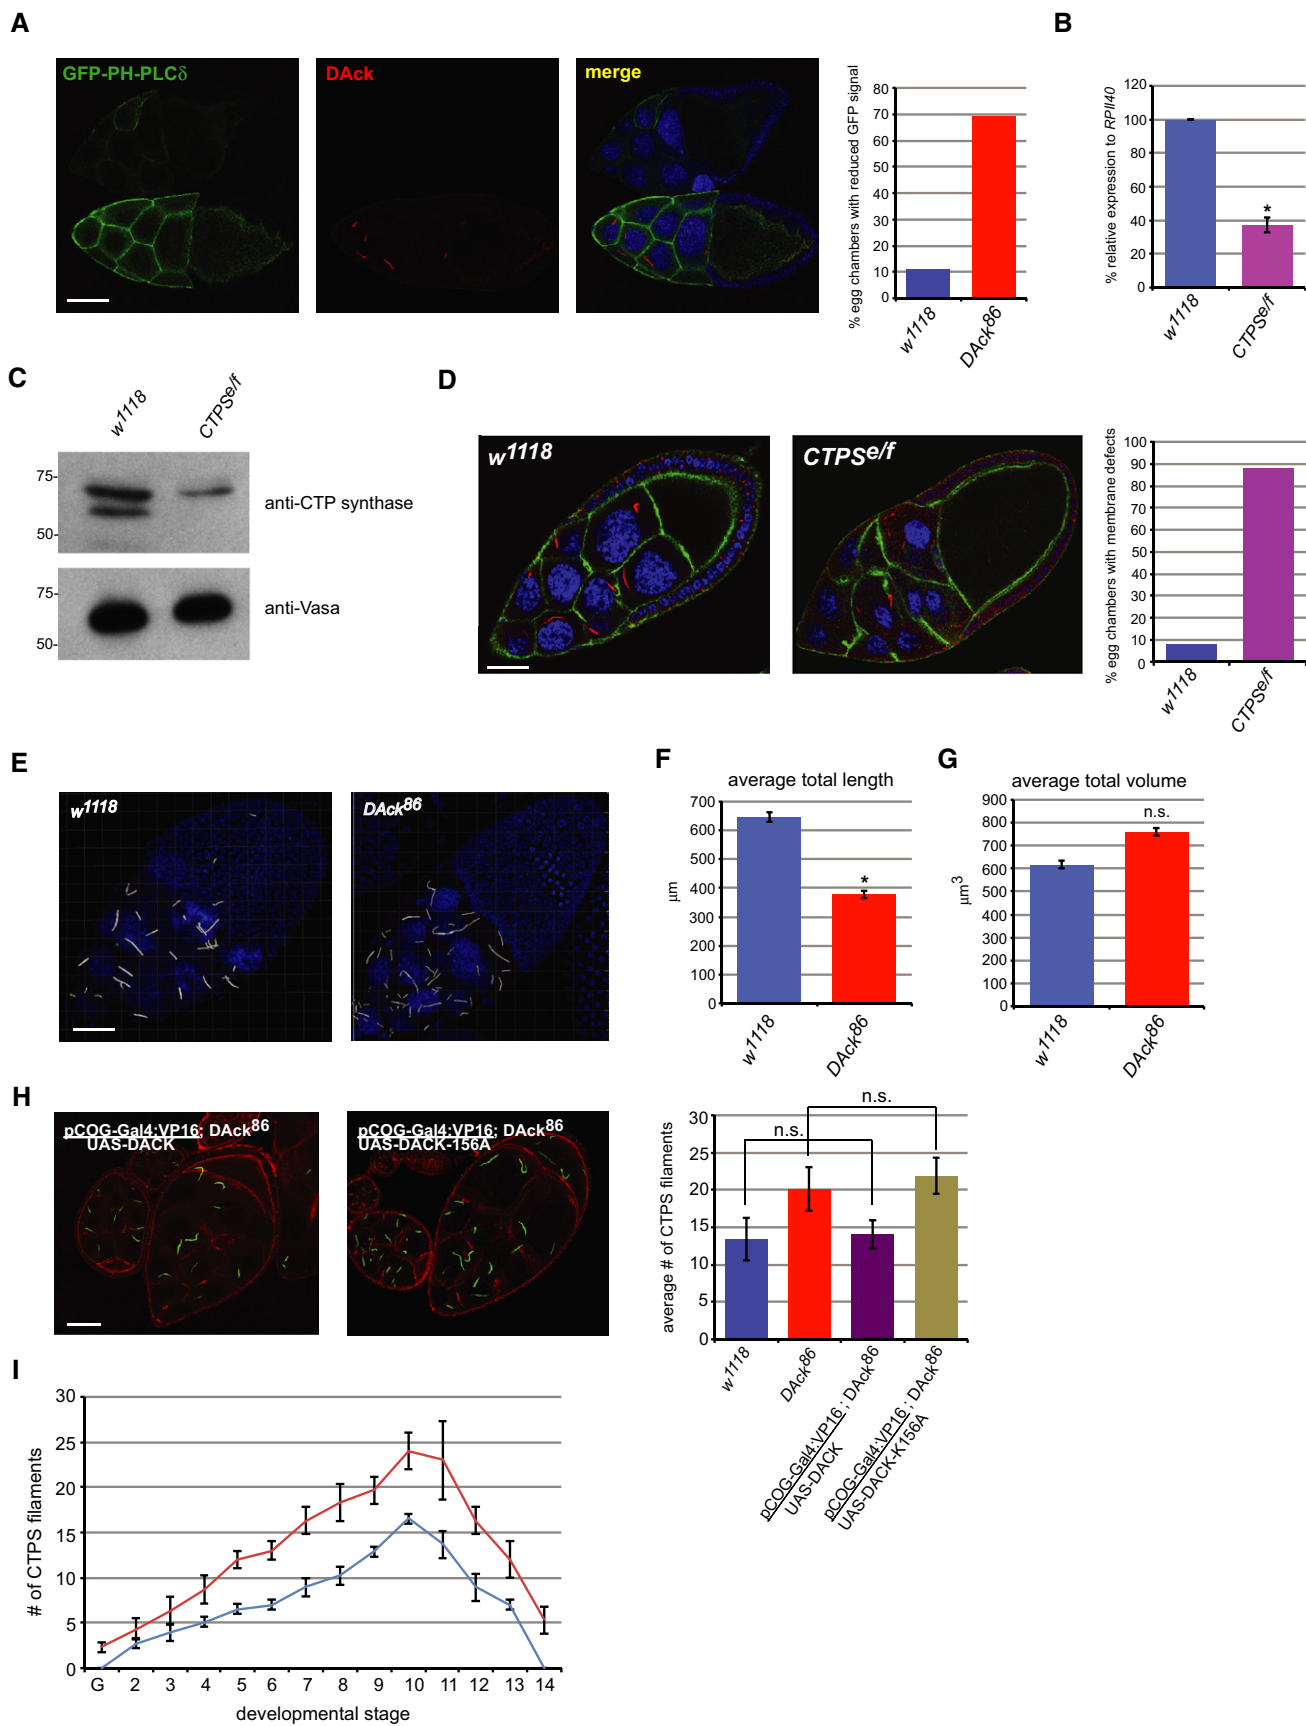 A
GFP-PH-PLCδ
DAck
merge
% egg chambers with reduced GFP signal
80
70
60
50
40
30
20
10
0
w1118
DAck86
B
% relative expression to RPII40
120
100
80
60
40
20
0
*
w1118
CTPSe/f
C
w1118
CTPSe/f
75-
50-
anti-CTP synthase
75-
50-
anti-Vasa
D
w1118
CTPSe/f
% egg chambers with membrane defects
100
90
80
70
60
50
40
30
20
10
0
w1118
CTPSe/f
E
w1118
DAck86
F
average total length
µm
700
600
500
400
300
200
100
0
*
w1118
DAck86
G
average total volume
µm3
900
800
700
600
500
400
300
200
100
0
n.s.
w1118
DAck86
H
pCOG-Gal4:VP16; DAck86
UAS-DACK
pCOG-Gal4:VP16; DAck86
UAS-DACK-156A
average # of CTPS filaments
30
25
20
15
10
5
0
n.s.
n.s.
w1118
DAck86
pCOG-Gal4:VP16 ; DAck86
UAS-DACK
pCOG-Gal4:VP16 ; DAck86
UAS-DACK-K156A
I
# of CTPS filaments
30
25
20
15
10
5
0
G 2 3 4 5 6 7 8 9 10 11 12 13 14
developmental stage